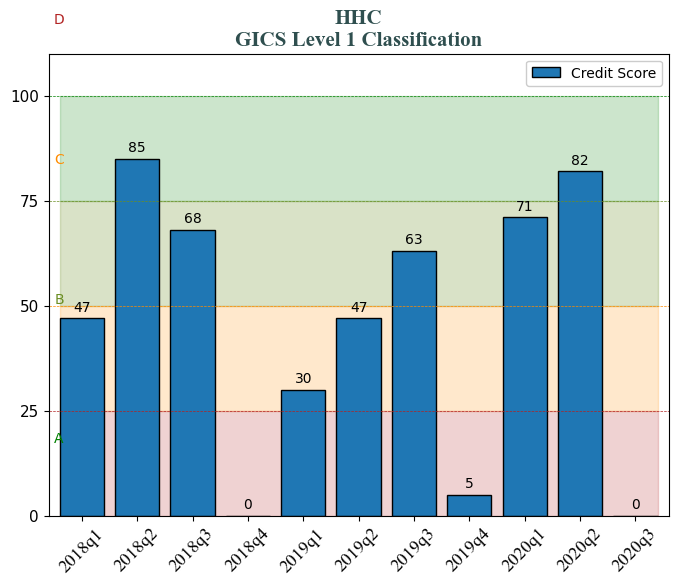 D
HHC
GICS Level 1 Classification
Credit Score
100
C
85
82
75
71
68
63
B
50
47
47
30
25
A
5
0
0
0
2018q1
2018q2
2018q3
2018q4
2019q1
2019q2
2019q3
2019q4
2020q1
2020q2
2020q3